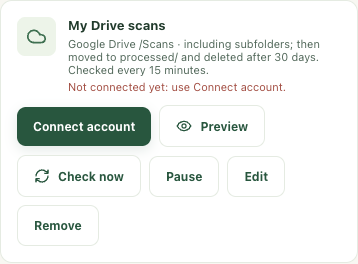 My Drive scans
Google Drive /Scans · including subfolders; then
moved to processed/ and deleted after 30 days.
Checked every 15 minutes.
Not connected yet: use Connect account.
Connect account
Preview
Check now
Pause
Edit
Remove